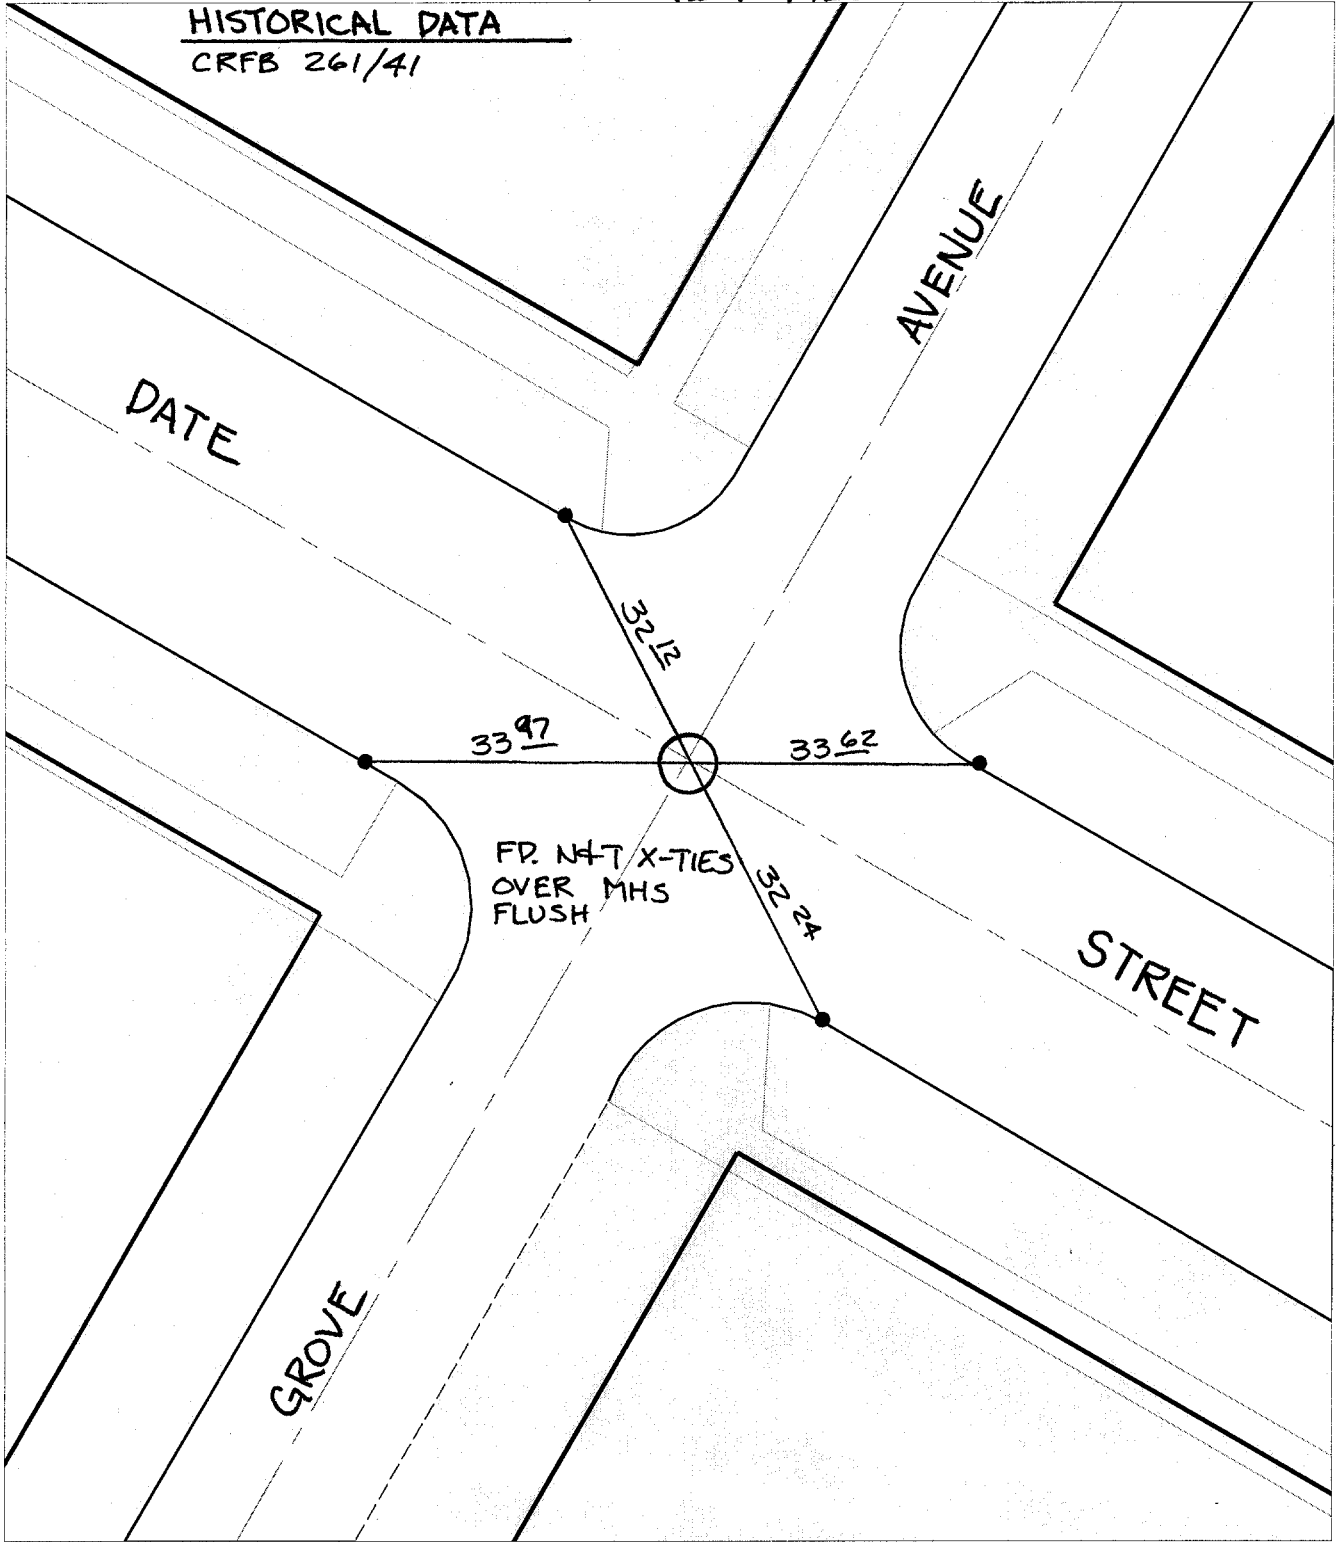 HISTORICAL DATA
CRFB 261/41
AVENUE
DATE
32 12
33 97
33 62
FD. N&T X-TIES
OVER MHS
FLUSH
32 24
STREET
GROVE